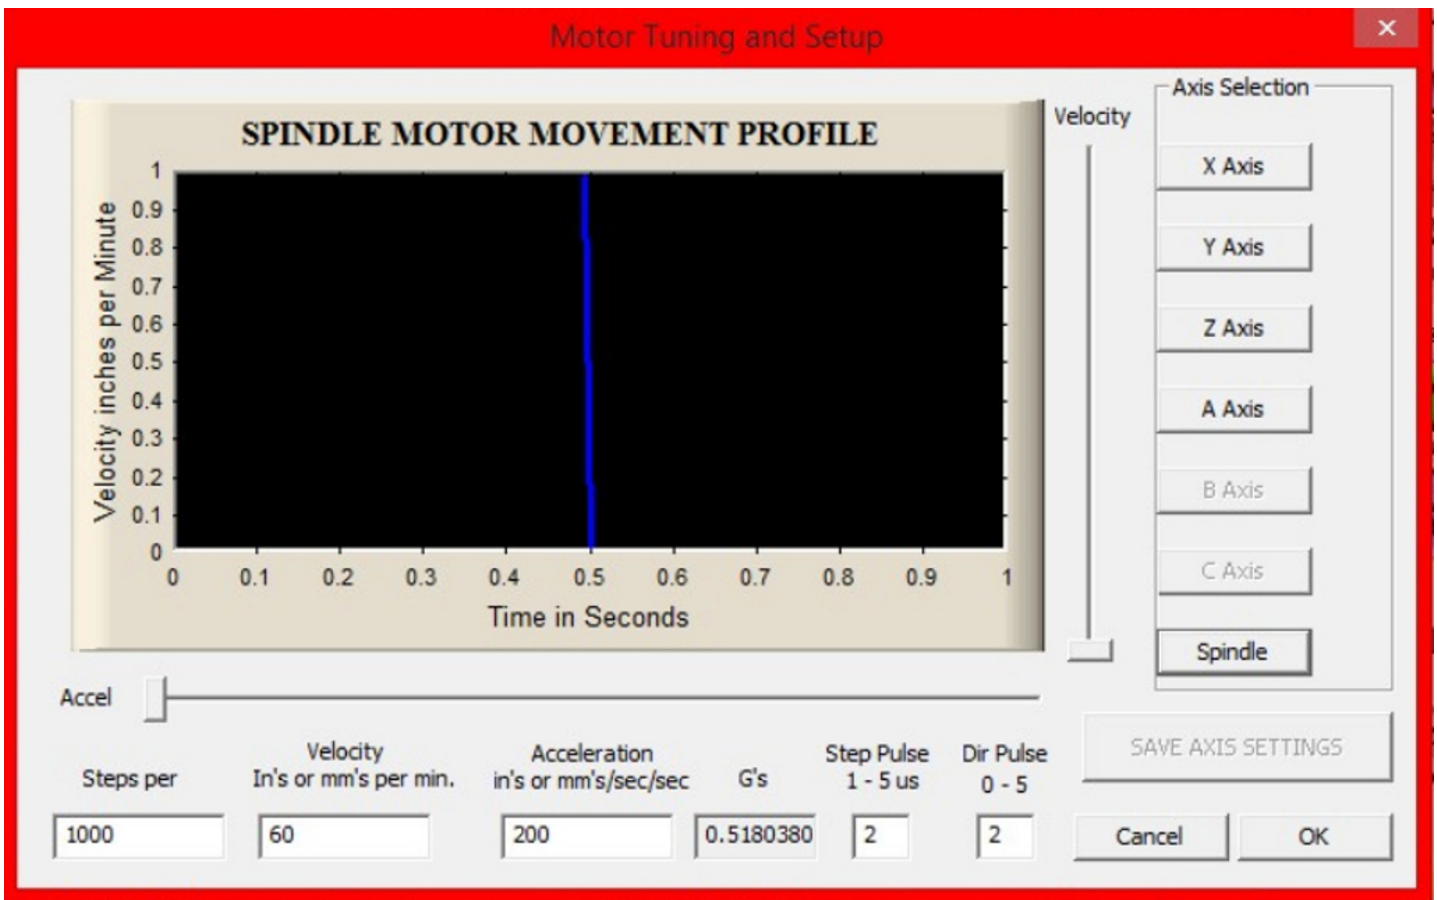 Motor Tuning and Setup
×
SPINDLE MOTOR MOVEMENT PROFILE
Velocity inches per Minute
1
0.9
0.8
0.7
0.6
0.5
0.4
0.3
0.2
0.1
0
0 0.1 0.2 0.3 0.4 0.5 0.6 0.7 0.8 0.9 1
Time in Seconds
Velocity
Axis Selection
X Axis
Y Axis
Z Axis
A Axis
B Axis
C Axis
Spindle
Accel
Steps per
1000
Velocity
In's or mm's per min.
60
Acceleration
in's or mm's/sec/sec
200
G's
0.5180380
Step Pulse
1 - 5 us
2
Dir Pulse
0 - 5
2
SAVE AXIS SETTINGS
Cancel
OK